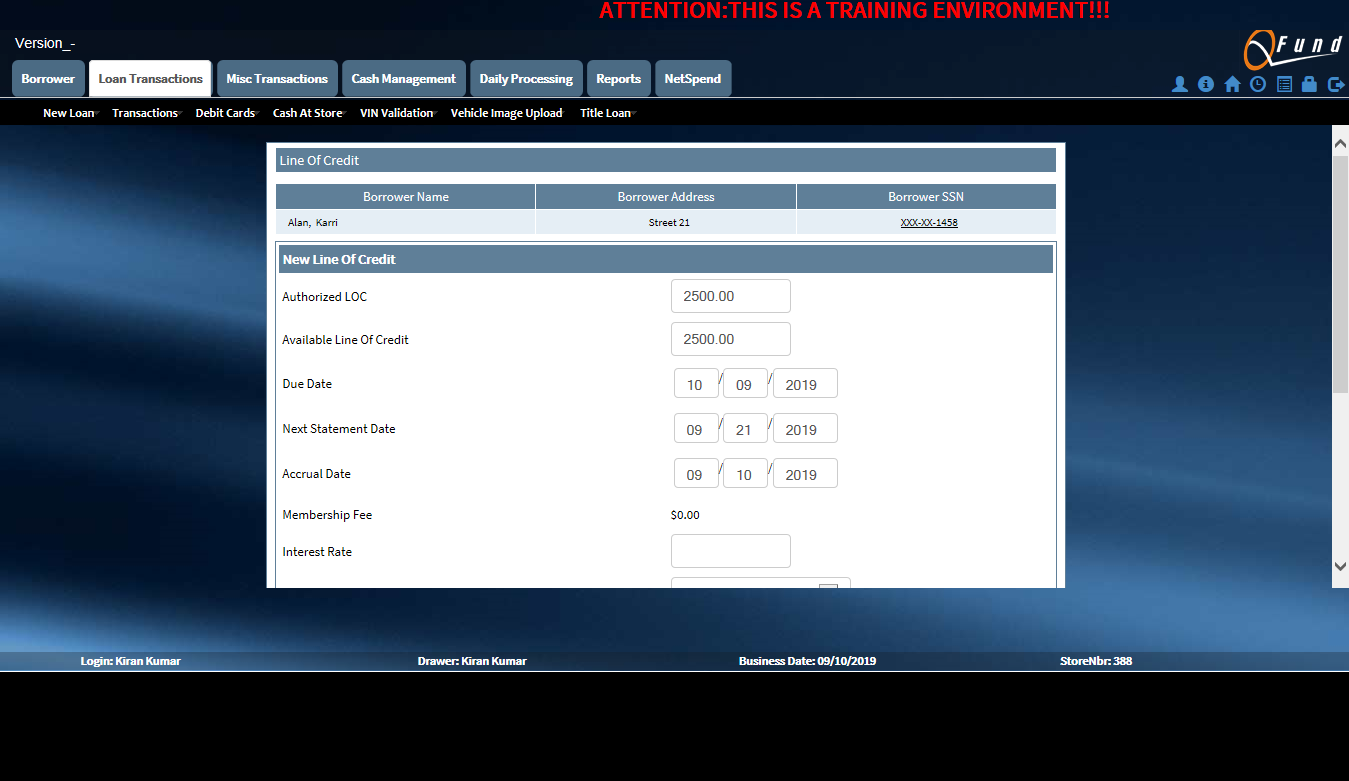 ATTENTION:THIS IS A TRAINING ENVIRONMENT!!!
Version_-
QFund
Borrower Loan Transactions Misc Transactions Cash Management Daily Processing Reports NetSpend
New Loan Transactions Debit Cards Cash At Store VIN Validation Vehicle Image Upload Title Loan
Line Of Credit
Borrower Name Borrower Address Borrower SSN
Alan, Karri Street 21 XXX-XX-1458
New Line Of Credit
Authorized LOC 2500.00
Available Line Of Credit 2500.00
Due Date 10 / 09 / 2019
Next Statement Date 09 / 21 / 2019
Accrual Date 09 / 10 / 2019
Membership Fee $0.00
Interest Rate
Login: Kiran Kumar Drawer: Kiran Kumar Business Date: 09/10/2019 StoreNbr: 388